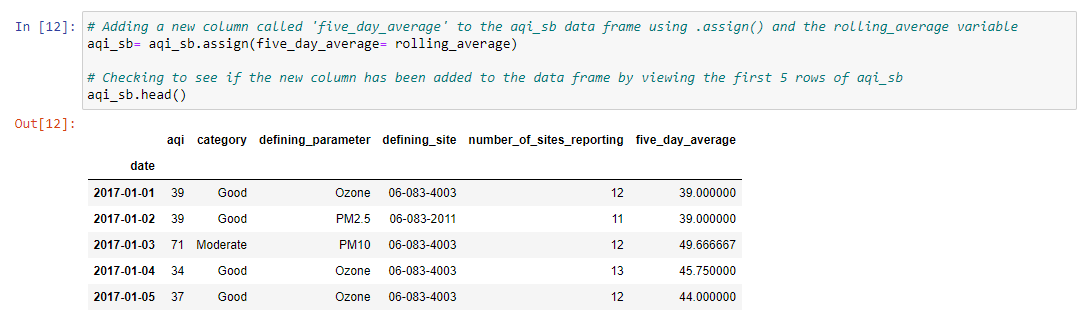 In [12]: # Adding a new column called 'five_day_average' to the aqi_sb data frame using .assign() and the rolling_average variable
aqi_sb= aqi_sb.assign(five_day_average= rolling_average)
# Checking to see if the new column has been added to the data frame by viewing the first 5 rows of aqi_sb
aqi_sb.head()
Out[12]:
aqi category defining_parameter defining_site number_of_sites_reporting five_day_average
date
2017-01-01 39 Good Ozone 06-083-4003 12 39.000000
2017-01-02 39 Good PM2.5 06-083-2011 11 39.000000
2017-01-03 71 Moderate PM10 06-083-4003 12 49.666667
2017-01-04 34 Good Ozone 06-083-4003 13 45.750000
2017-01-05 37 Good Ozone 06-083-4003 12 44.000000